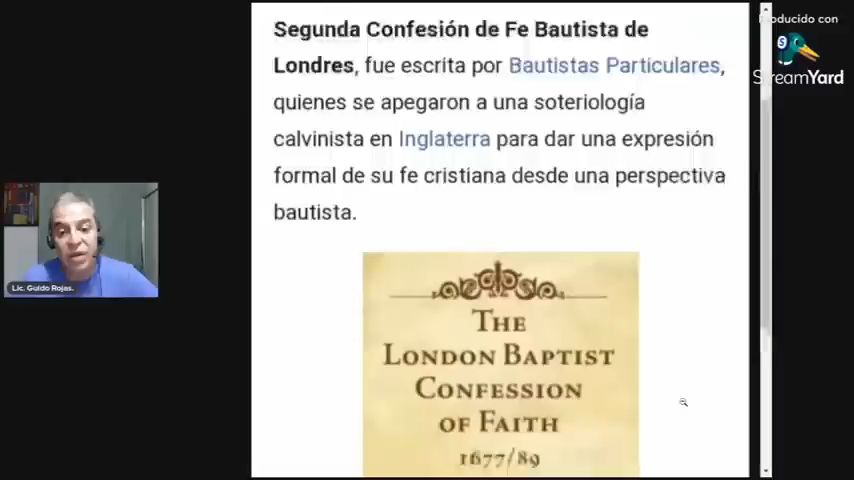 Segunda Confesión de Fe Bautista de
Londres, fue escrita por Bautistas Particulares,
quienes se apegaron a una soteriología
calvinista en Inglaterra para dar una expresión
formal de su fe cristiana desde una perspectiva
bautista.
THE
LONDON BAPTIST
CONFESSION
OF FAITH
1677/89
Lic. Guido Rojas.
Producido con
StreamYard